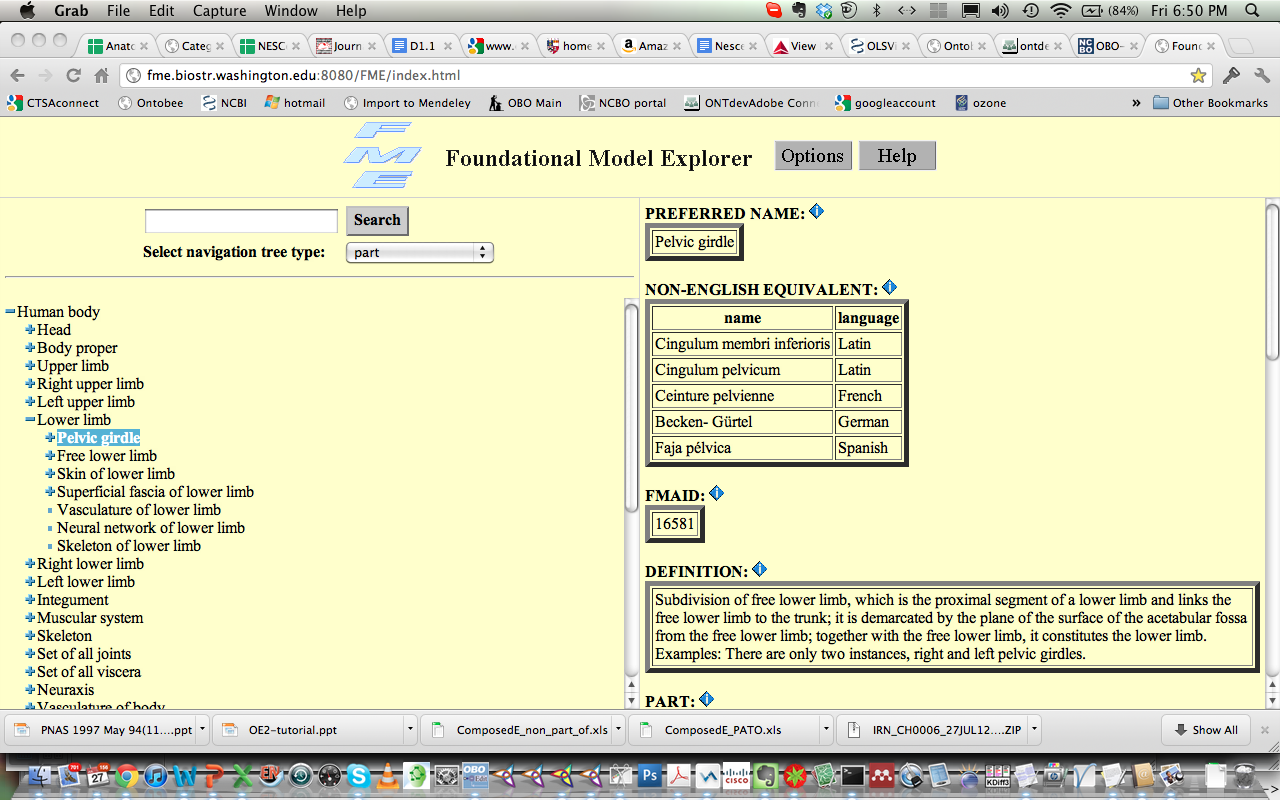 Grab File Edit Capture Window Help (84%) Fri 6:50 PM
Anato Categ NESC Journ D1.1 www. home Amaz Nesce View OLSVi Ontol ontde OBO- Found
fme.biostr.washington.edu:8080/FME/index.html
CTSAconnect Ontobee NCBI hotmail Import to Mendeley OBO Main NCBO portal ONTdevAdobe Conn googleaccount ozone » Other Bookmarks
FME
Foundational Model Explorer Options Help
Search
Select navigation tree type: part
Human body
Head
Body proper
Upper limb
Right upper limb
Left upper limb
Lower limb
Pelvic girdle
Free lower limb
Skin of lower limb
Superficial fascia of lower limb
Vasculature of lower limb
Neural network of lower limb
Skeleton of lower limb
Right lower limb
Left lower limb
Integument
Muscular system
Skeleton
Set of all joints
Set of all viscera
Neuraxis
Vasculature of body
PREFERRED NAME:
Pelvic girdle
NON-ENGLISH EQUIVALENT:
name language
Cingulum membri inferioris Latin
Cingulum pelvicum Latin
Ceinture pelvienne French
Becken- Gürtel German
Faja pélvica Spanish
FMAID:
16581
DEFINITION:
Subdivision of free lower limb, which is the proximal segment of a lower limb and links the
free lower limb to the trunk; it is demarcated by the plane of the surface of the acetabular fossa
from the free lower limb; together with the free lower limb, it constitutes the lower limb.
Examples: There are only two instances, right and left pelvic girdles.
PART:
PNAS 1997 May 94(11....ppt OE2-tutorial.ppt ComposedE_non_part_of.xls ComposedE_PATO.xls IRN_CH0006_27JUL12....ZIP Show All